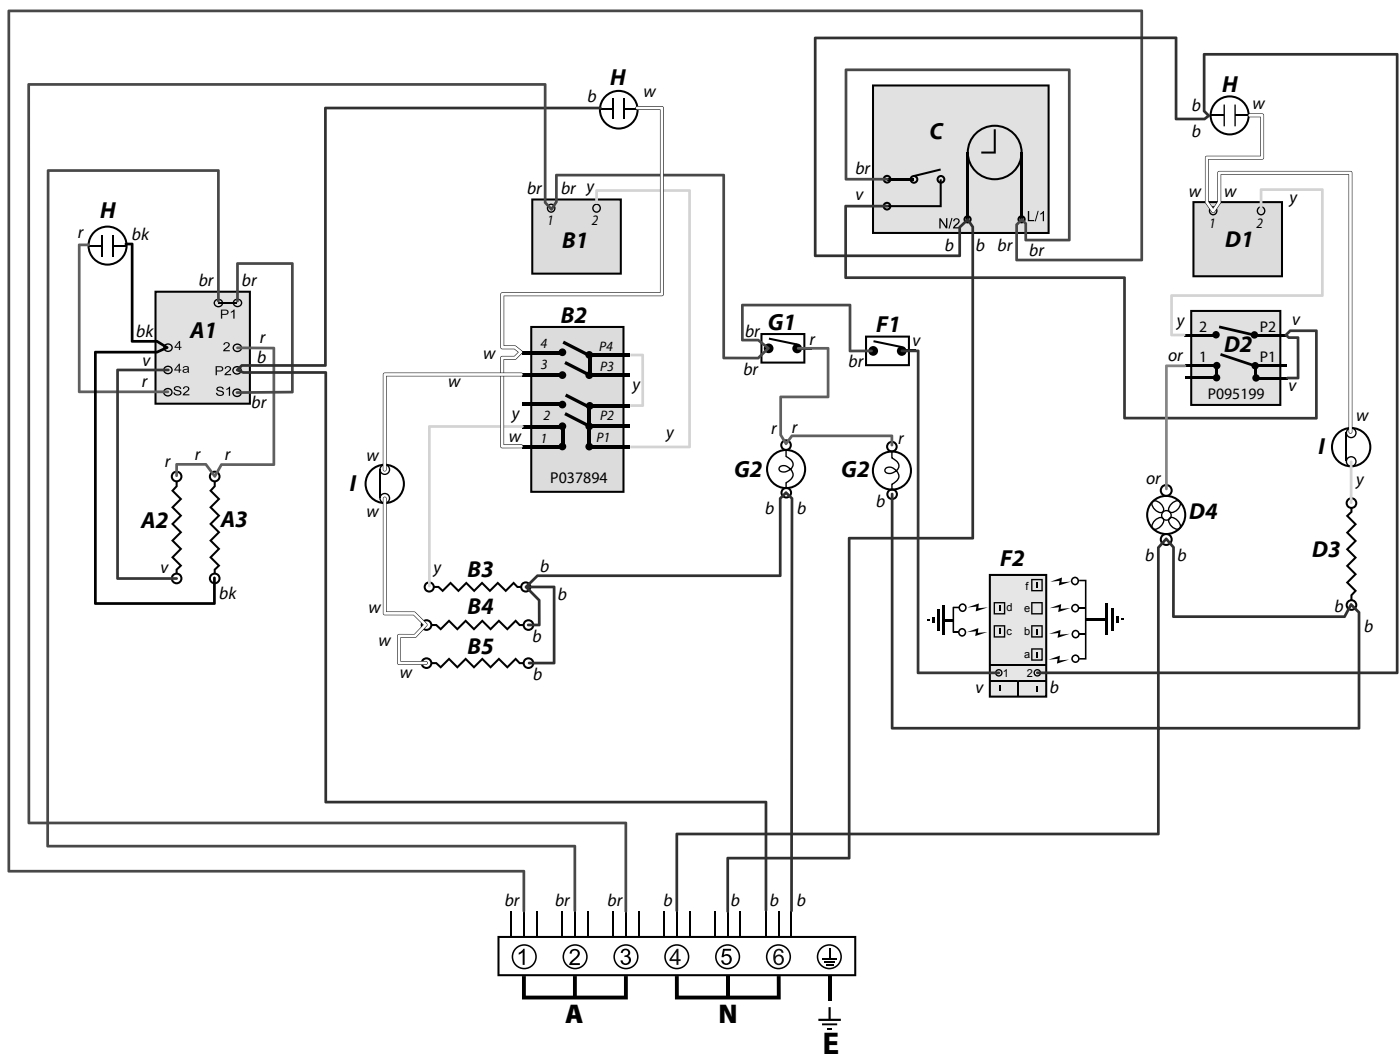 H
b
w
H
b
b
w
C
br
v
N/2
L/1
b
b
br
br
br
br
y
1
2
B1
w
w
y
1
2
D1
H
r
bk
br
br
P1
A1
bk
4
2
r
v
4a
P2
b
r
S2
S1
br
B2
4
P4
w
3
P3
w
y
y
2
P2
w
1
P1
y
P037894
br
G1
r
br
F1
v
br
y
2
P2
v
D2
or
1
P1
v
P095199
r
r
r
A2
A3
v
bk
w
I
w
r
r
r
G2
G2
b
b
b
w
I
y
or
D4
b
b
D3
b
b
y
B3
b
b
w
B4
b
w
B5
w
b
F2
f
d
e
c
b
a
1
2
v
b
br
br
br
b
b
b
b
1
2
3
4
5
6
A
N
E